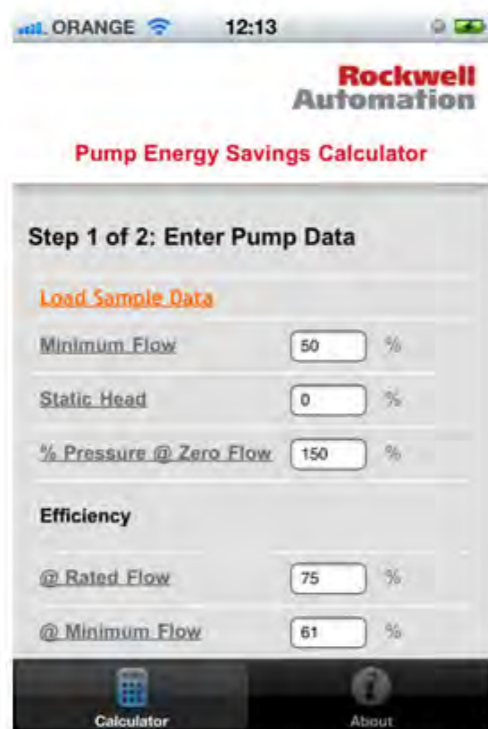 ORANGE 12:13
Rockwell
Automation
Pump Energy Savings Calculator
Step 1 of 2: Enter Pump Data
Load Sample Data
Minimum Flow 50 %
Static Head 0 %
% Pressure @ Zero Flow 150 %
Efficiency
@ Rated Flow 75 %
@ Minimum Flow 61 %
Calculator About